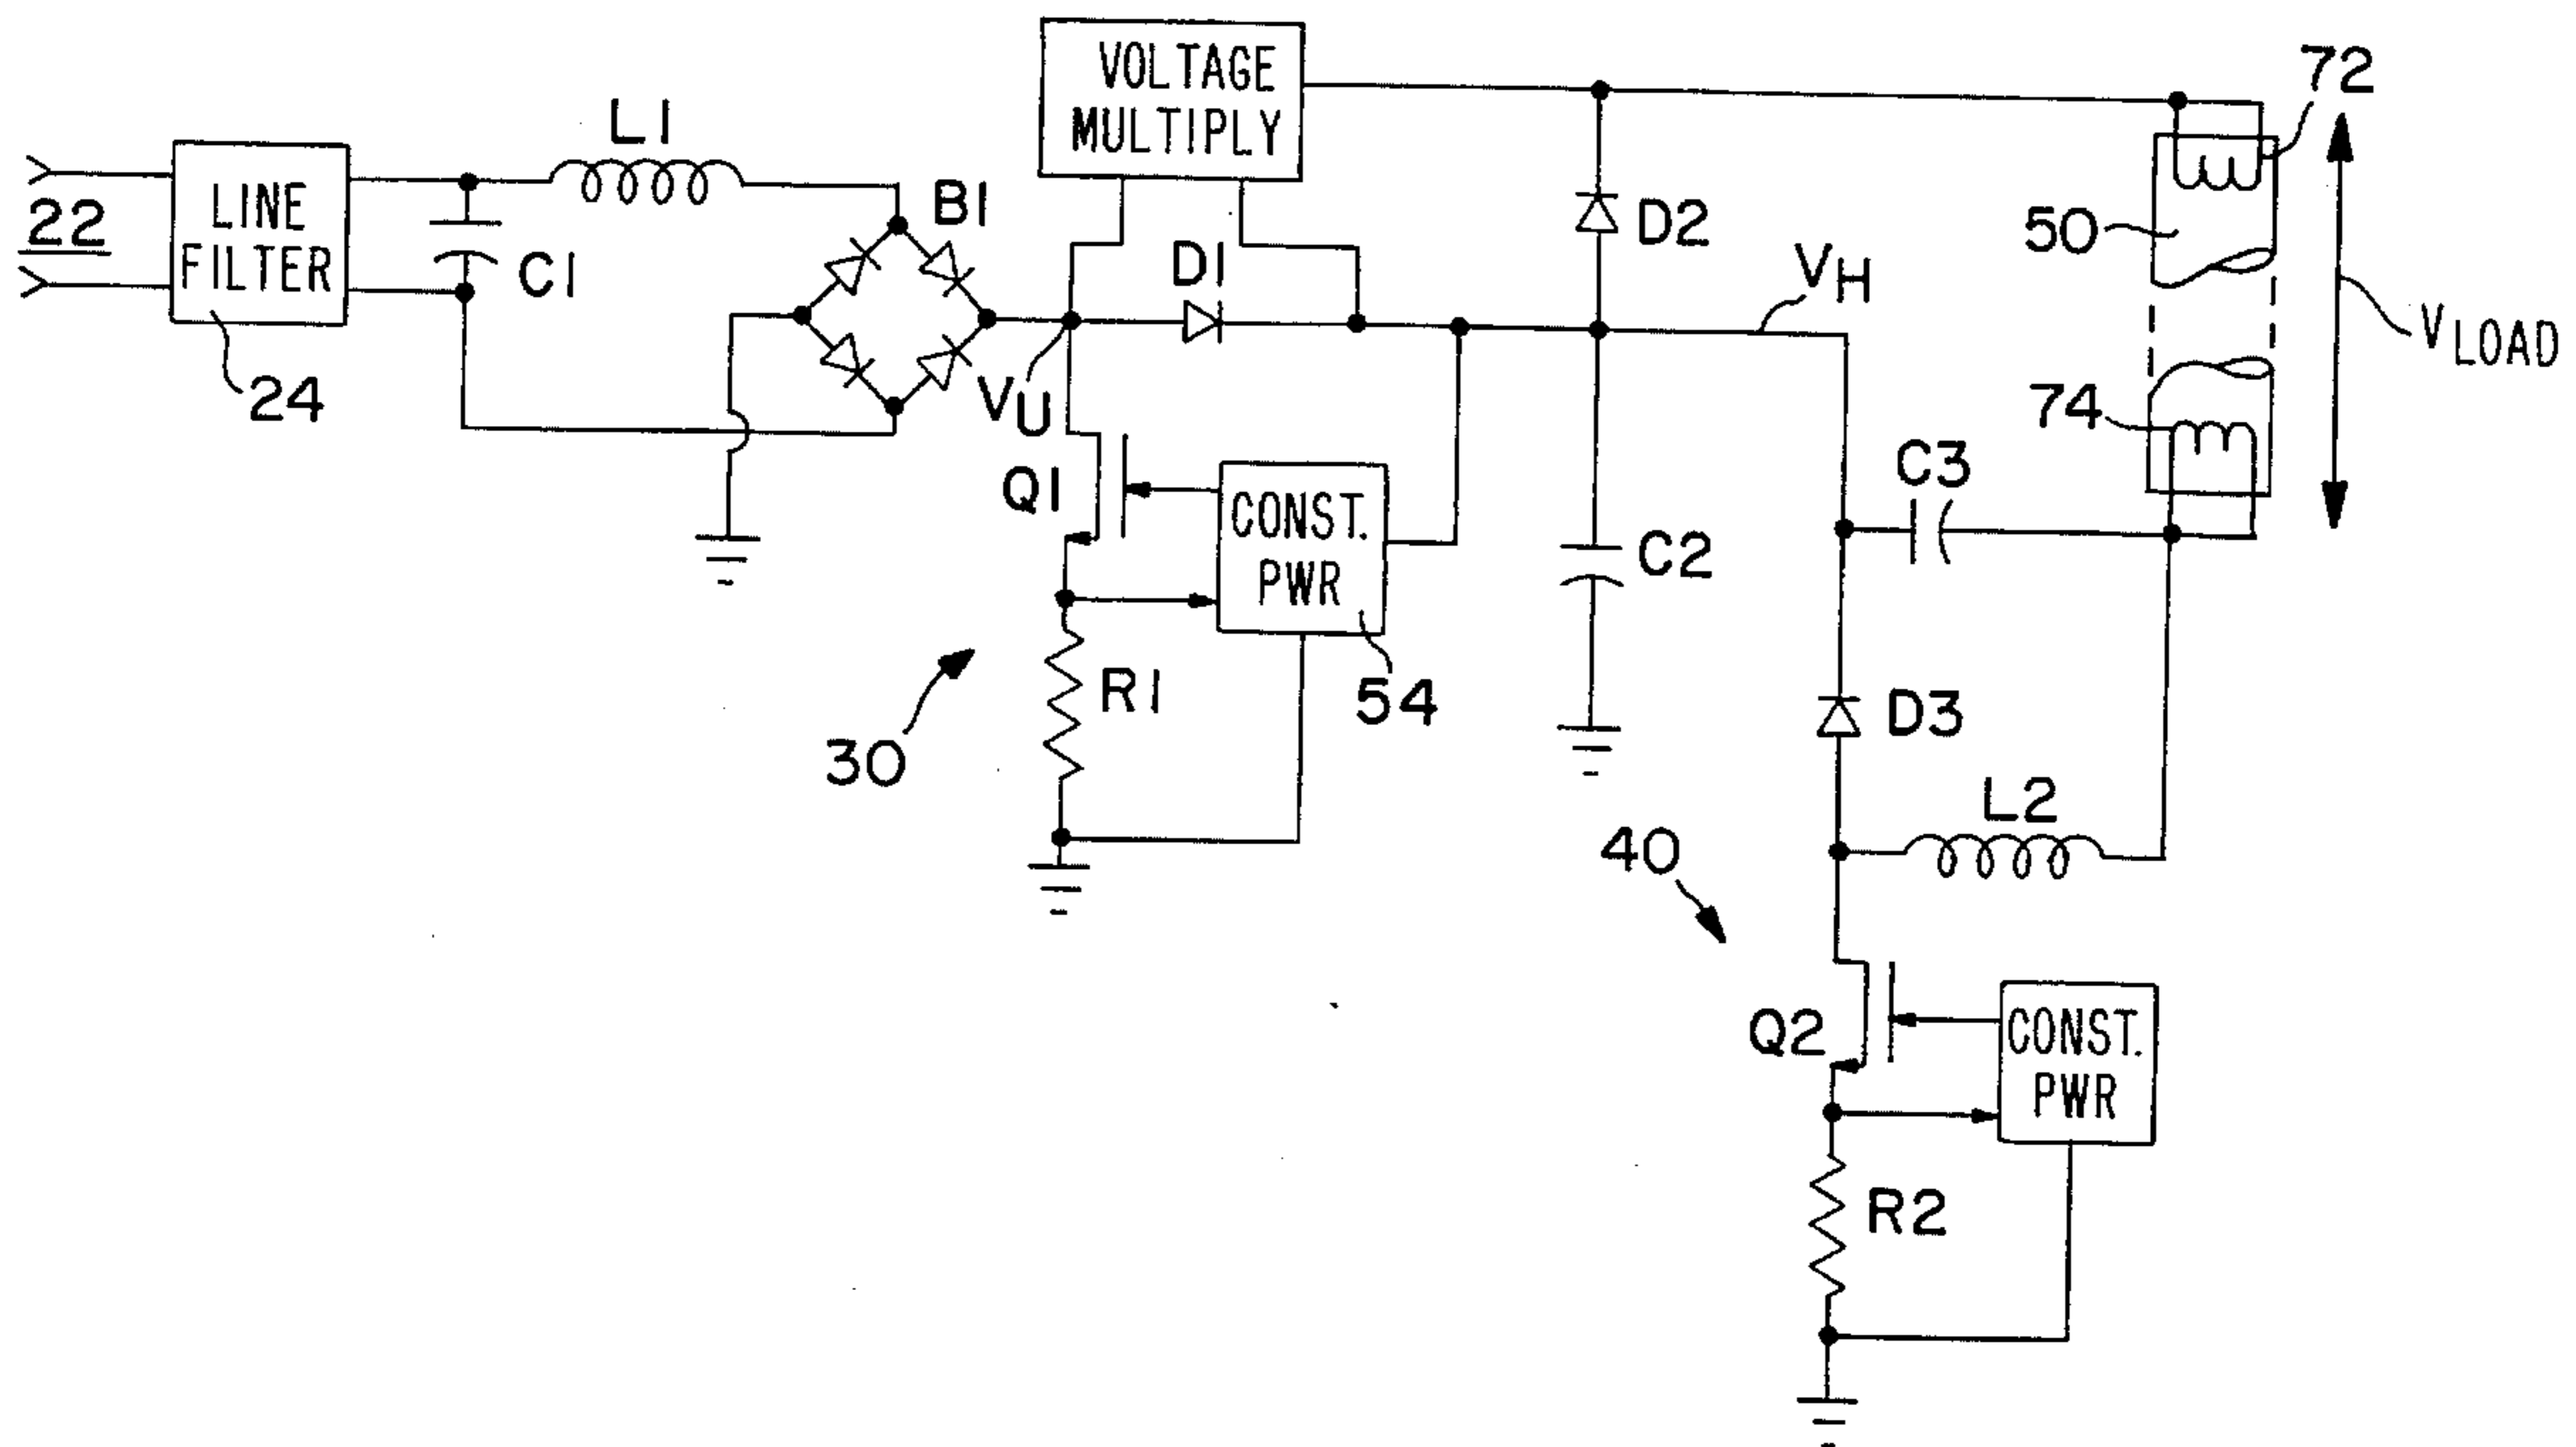 VOLTAGE
MULTIPLY
72
L1
LINE
FILTER
22
C1
B1
D1
D2
50
VH
VLOAD
24
VU
74
C3
Q1
CONST.
PWR
C2
R1
54
D3
30
L2
40
Q2
CONST.
PWR
R2